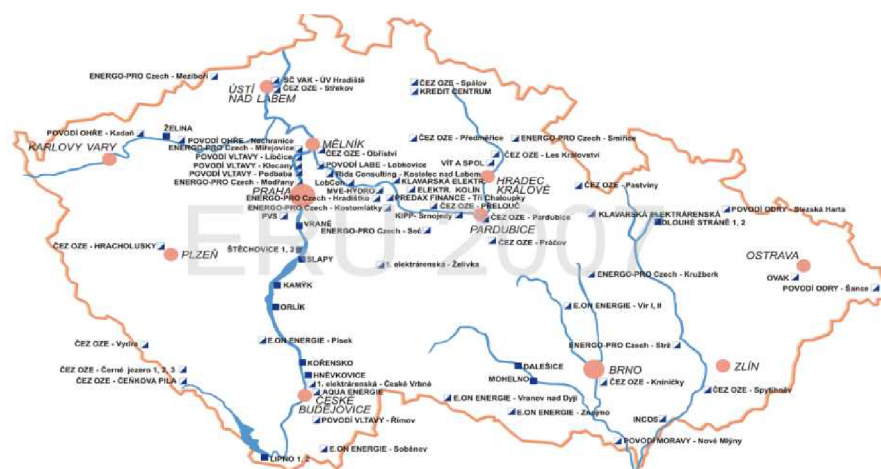 ENERGO-PRO Czech - Meziboří
SČ VAK - ÚV Hradiště
ÚSTÍ
NAD LABEM
ČEZ OZE - Střekov
ČEZ OZE - Spálov
KREDIT CENTRUM
POVODÍ OHŘE - Kadaň
ŽELINA
POVODÍ OHŘE - Nechranice
MĚLNÍK
ČEZ OZE - Předměřice
ENERGO-PRO Czech - Smiřice
KARLOVY VARY
ENERGO-PRO Czech - Miřejovice
ČEZ OZE - Obříství
POVODÍ VLTAVY - Libčice
VÍT A SPOL
ČEZ OZE - Les Království
POVODÍ VLTAVY - Klecany
POVODÍ LABE - Lobkovice
POVODÍ VLTAVY - Podbaba
Rida Consulting - Kostelec nad Labem
HRADEC
KRÁLOVÉ
ENERGO-PRO Czech - Modřany
LobCon
KLAVARSKÁ ELEKTR.
ČEZ OZE - Pastviny
PRAHA
MVE-HYDRO
ELEKTR. KOLÍN
ENERGO-PRO Czech - Hradištko
PREDAX FINANCE - Tři Chaloupky
ENERGO-PRO Czech - Kostomlátky
ČEZ OZE - PŘELOUČ
PVS
KIPP- Srnojedy
ČEZ OZE - Pardubice
KLAVARSKÁ ELEKTRÁRENSKÁ
POVODÍ ODRY - Slezská Harta
DLOUHÉ STRÁNĚ 1, 2
VRANÉ
ENERGO-PRO Czech - Seč
PARDUBICE
ČEZ OZE - HRACHOLUSKY
ŠTĚCHOVICE 1, 2
ČEZ OZE - Práčov
PLZEŇ
SLAPY
1. elektrárenská - Želivka
OSTRAVA
ERÚ 2007
ENERGO-PRO Czech - Kružberk
OVAK
POVODÍ ODRY - Šance
KAMÝK
ORLÍK
E.ON ENERGIE - Vír I, II
ČEZ OZE - Vydra
E.ON ENERGIE - Písek
ENERGO-PRO Czech - Stré
ČEZ OZE - Černé jezero 1, 2, 3
KOŘENSKO
DALEŠICE
ZLÍN
ČEZ OZE - ČEŇKOVA PILA
HNĚVKOVICE
MOHELNO
BRNO
1. elektrárenská - České Vrbné
ČEZ OZE - Kníničky
AQUA ENERGIE
ČEZ OZE - Spytihněv
ČESKÉ
BUDĚJOVICE
E.ON ENERGIE - Vranov nad Dyjí
E.ON ENERGIE - Znojmo
POVODÍ VLTAVY - Římov
INCOS
POVODÍ MORAVY - Nové Mlýny
E.ON ENERGIE - Soběnov
LIPNO 1, 2